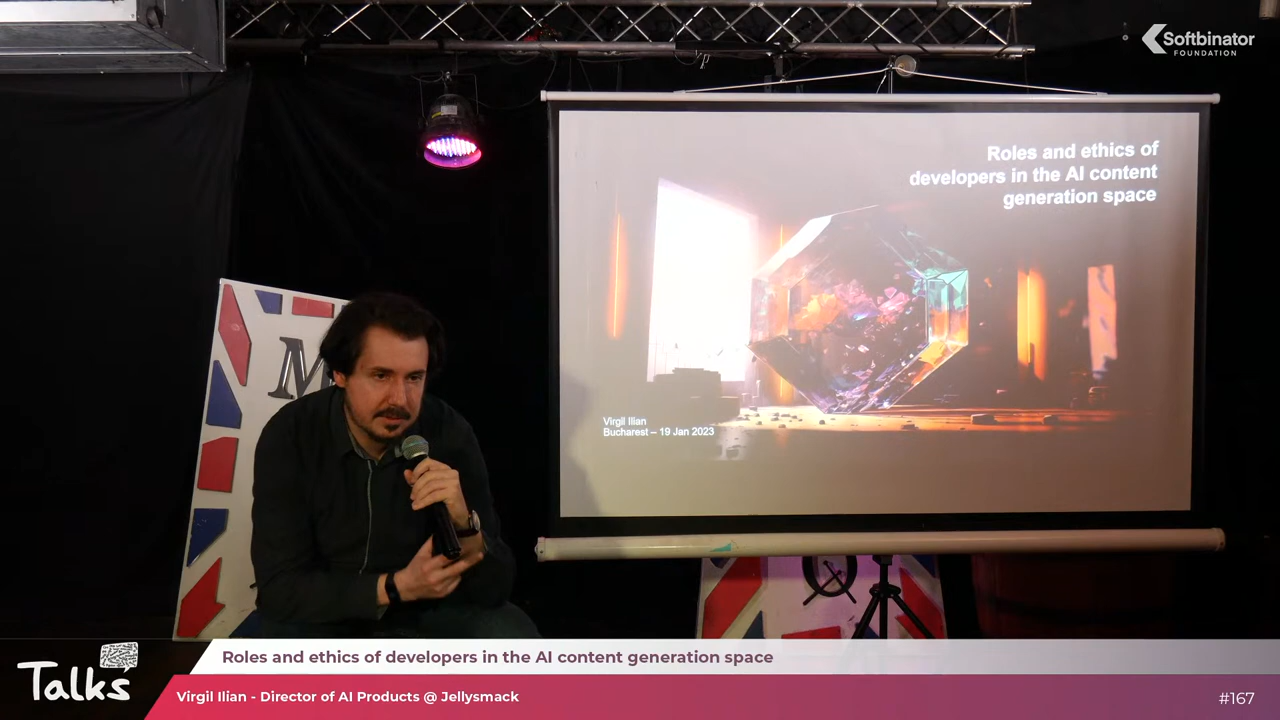 Softbinator
FOUNDATION
Roles and ethics of
developers in the AI content
generation space
M
Virgil Ilian
Bucharest – 19 Jan 2023
Talks
Roles and ethics of developers in the AI content generation space
Virgil Ilian - Director of AI Products @ Jellysmack
#167